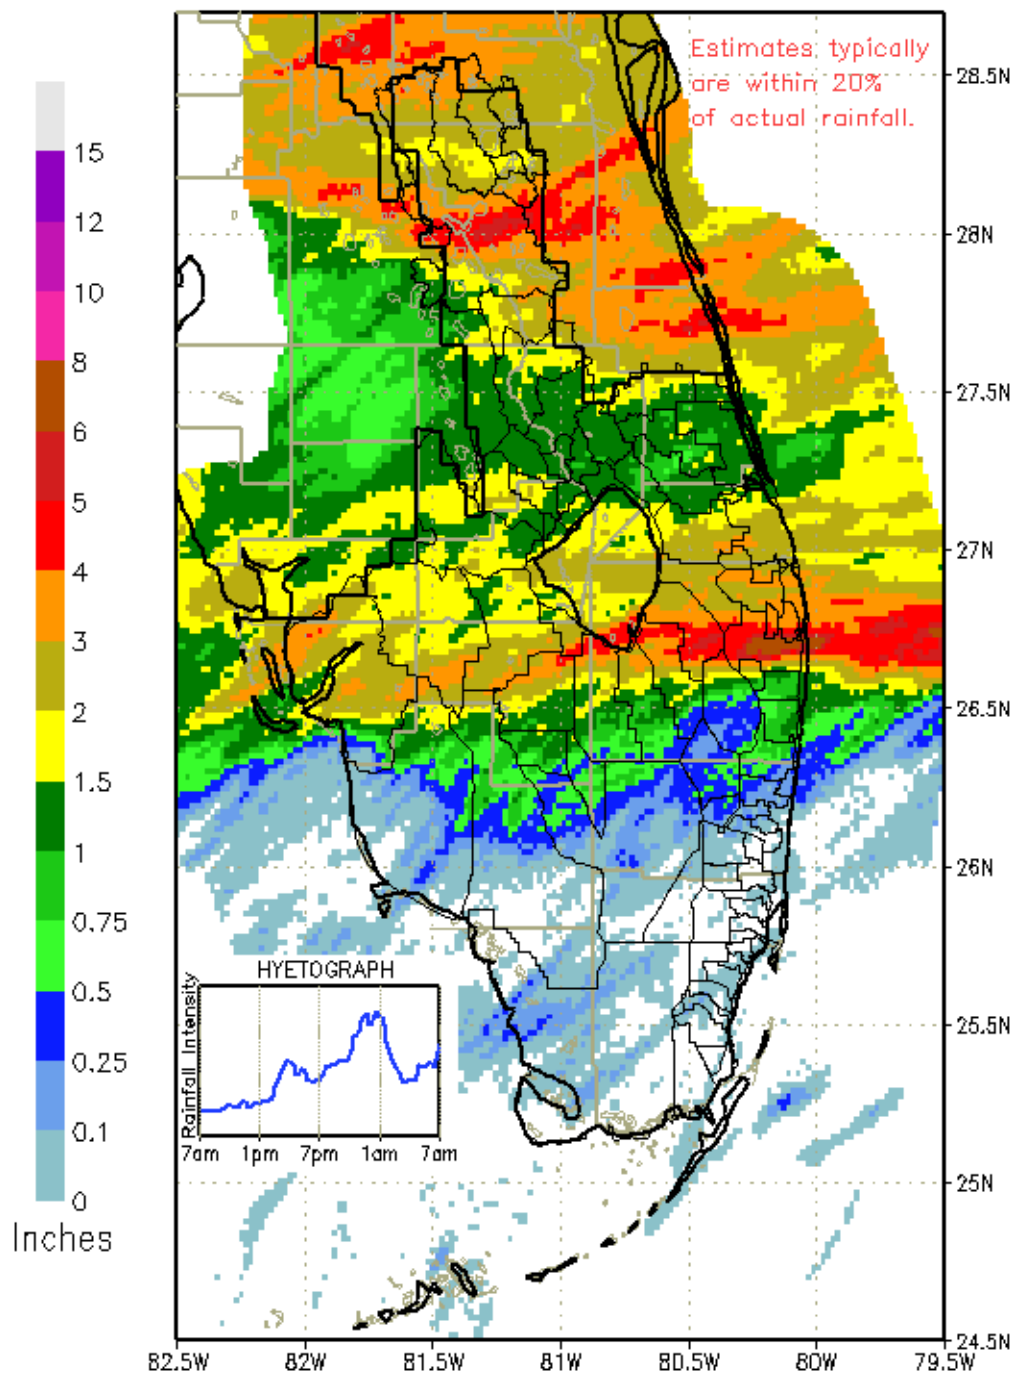 Estimates typically
are within 20%
of actual rainfall.
15
12
10
8
6
5
4
3
2
1.5
1
0.75
0.5
0.25
0.1
0
Inches
28.5N
28N
27.5N
27N
26.5N
26N
25.5N
25N
24.5N
HYETOGRAPH
Rainfall Intensity
7am 1pm 7pm 1am 7am
82.5W 82W 81.5W 81W 80.5W 80W 79.5W